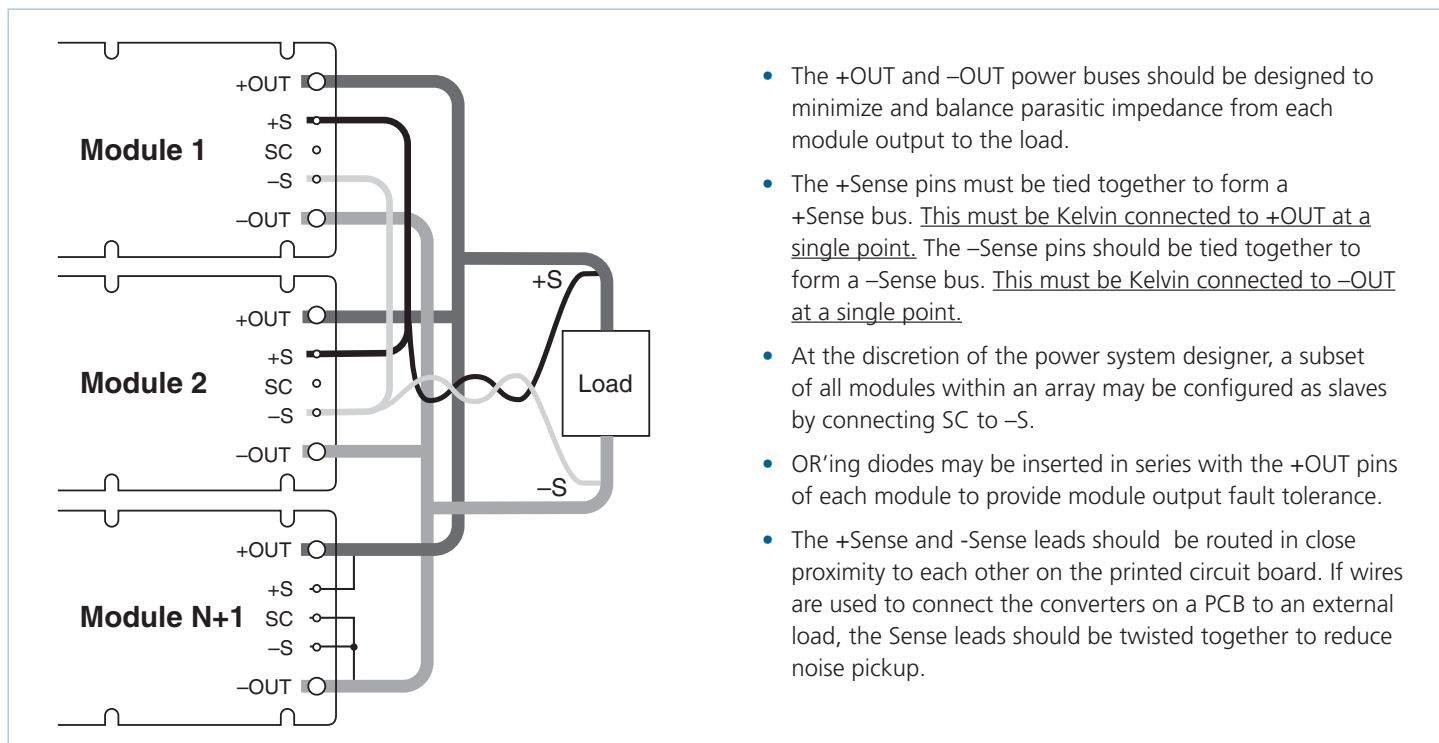 +OUT
+S
Module 1
SC
–S
–OUT
+OUT
+S
Module 2
SC
–S
–OUT
+OUT
+S
Module N+1
SC
–S
–OUT
+S
Load
–S
• The +OUT and –OUT power buses should be designed to
minimize and balance parasitic impedance from each
module output to the load.
• The +Sense pins must be tied together to form a
+Sense bus. This must be Kelvin connected to +OUT at a
single point. The –Sense pins should be tied together to
form a –Sense bus. This must be Kelvin connected to –OUT
at a single point.
• At the discretion of the power system designer, a subset
of all modules within an array may be configured as slaves
by connecting SC to –S.
• OR'ing diodes may be inserted in series with the +OUT pins
of each module to provide module output fault tolerance.
• The +Sense and -Sense leads should be routed in close
proximity to each other on the printed circuit board. If wires
are used to connect the converters on a PCB to an external
load, the Sense leads should be twisted together to reduce
noise pickup.